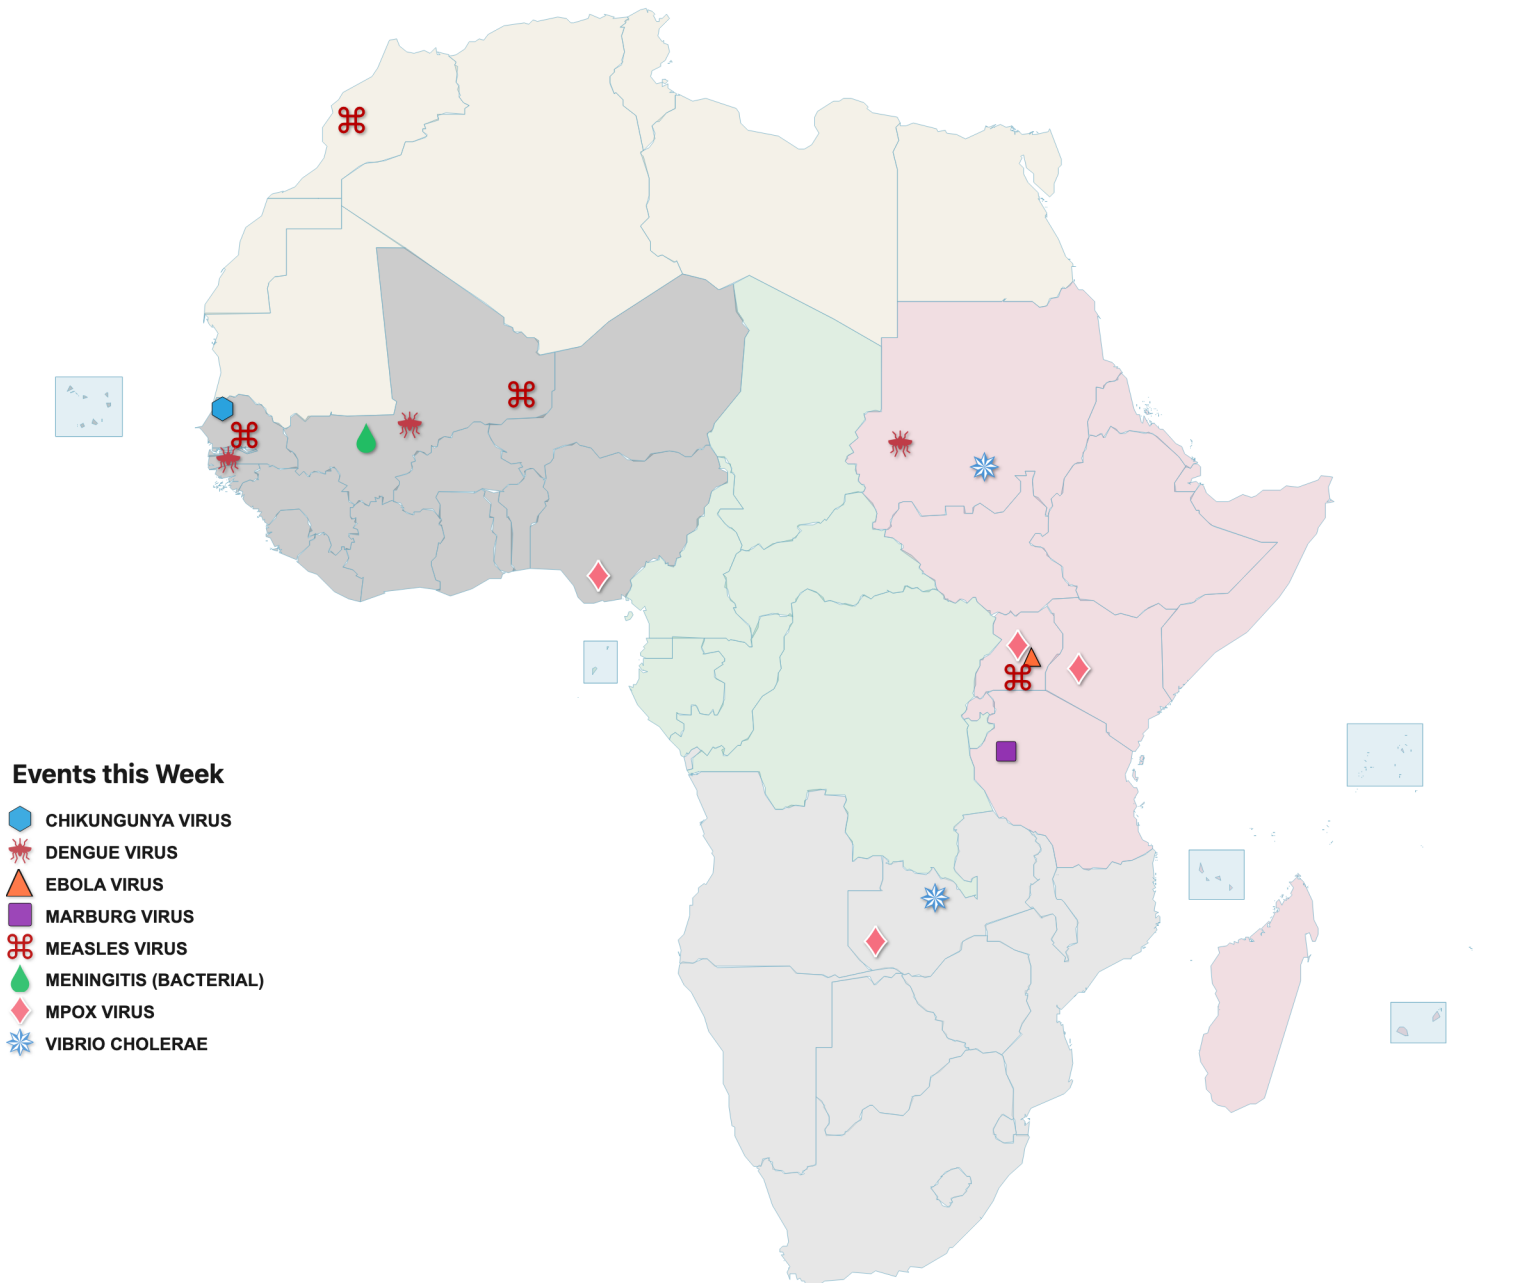 Events this Week
CHIKUNGUNYA VIRUS
DENGUE VIRUS
EBOLA VIRUS
MARBURG VIRUS
MEASLES VIRUS
MENINGITIS (BACTERIAL)
MPOX VIRUS
VIBRIO CHOLERAE